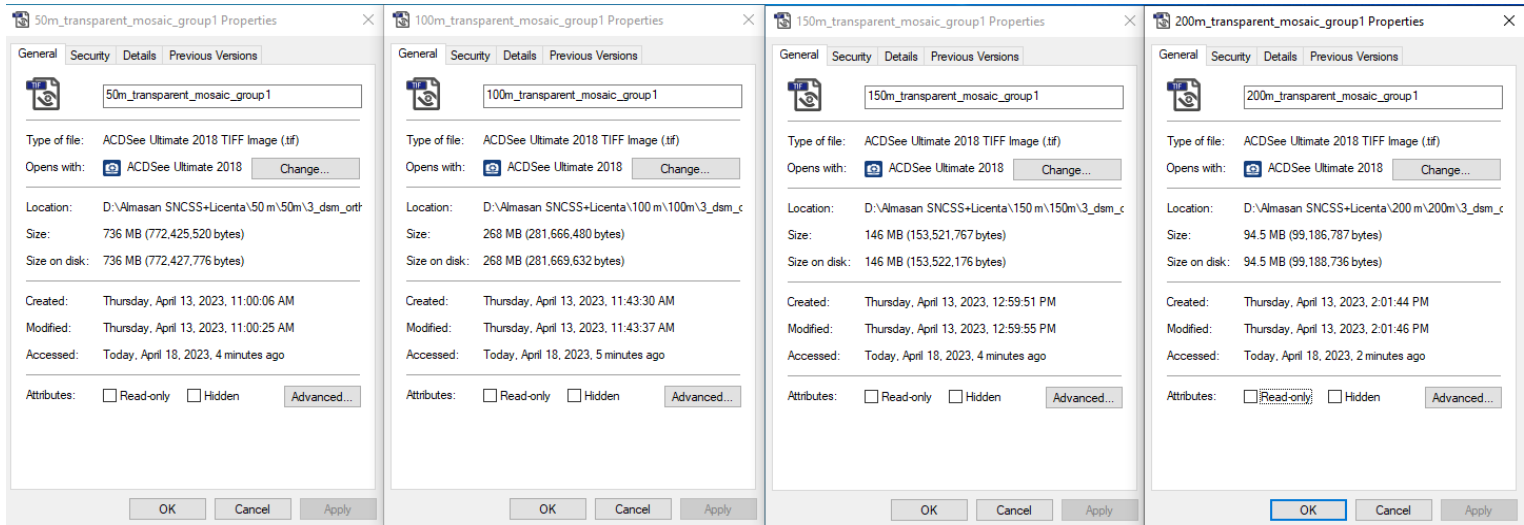 50m_transparent_mosaic_group1 Properties
General Security Details Previous Versions
TIF
50m_transparent_mosaic_group1
Type of file: ACDSee Ultimate 2018 TIFF Image (.tif)
Opens with: ACDSee Ultimate 2018 Change...
Location: D:\Almasan SNCSS+Licenta\50 m\50m\3_dsm_orth
Size: 736 MB (772,425,520 bytes)
Size on disk: 736 MB (772,427,776 bytes)
Created: Thursday, April 13, 2023, 11:00:06 AM
Modified: Thursday, April 13, 2023, 11:00:25 AM
Accessed: Today, April 18, 2023, 4 minutes ago
Attributes: Read-only Hidden Advanced...
OK Cancel Apply
100m_transparent_mosaic_group1 Properties
General Security Details Previous Versions
TIF
100m_transparent_mosaic_group1
Type of file: ACDSee Ultimate 2018 TIFF Image (.tif)
Opens with: ACDSee Ultimate 2018 Change...
Location: D:\Almasan SNCSS+Licenta\100 m\100m\3_dsm_c
Size: 268 MB (281,666,480 bytes)
Size on disk: 268 MB (281,669,632 bytes)
Created: Thursday, April 13, 2023, 11:43:30 AM
Modified: Thursday, April 13, 2023, 11:43:37 AM
Accessed: Today, April 18, 2023, 5 minutes ago
Attributes: Read-only Hidden Advanced...
OK Cancel Apply
150m_transparent_mosaic_group1 Properties
General Security Details Previous Versions
TIF
150m_transparent_mosaic_group1
Type of file: ACDSee Ultimate 2018 TIFF Image (.tif)
Opens with: ACDSee Ultimate 2018 Change...
Location: D:\Almasan SNCSS+Licenta\150 m\150m\3_dsm_c
Size: 146 MB (153,521,767 bytes)
Size on disk: 146 MB (153,522,176 bytes)
Created: Thursday, April 13, 2023, 12:59:51 PM
Modified: Thursday, April 13, 2023, 12:59:55 PM
Accessed: Today, April 18, 2023, 4 minutes ago
Attributes: Read-only Hidden Advanced...
OK Cancel Apply
200m_transparent_mosaic_group1 Properties
General Security Details Previous Versions
TIF
200m_transparent_mosaic_group1
Type of file: ACDSee Ultimate 2018 TIFF Image (.tif)
Opens with: ACDSee Ultimate 2018 Change...
Location: D:\Almasan SNCSS+Licenta\200 m\200m\3_dsm_c
Size: 94.5 MB (99,186,787 bytes)
Size on disk: 94.5 MB (99,188,736 bytes)
Created: Thursday, April 13, 2023, 2:01:44 PM
Modified: Thursday, April 13, 2023, 2:01:46 PM
Accessed: Today, April 18, 2023, 2 minutes ago
Attributes: Read-only Hidden Advanced...
OK Cancel Apply